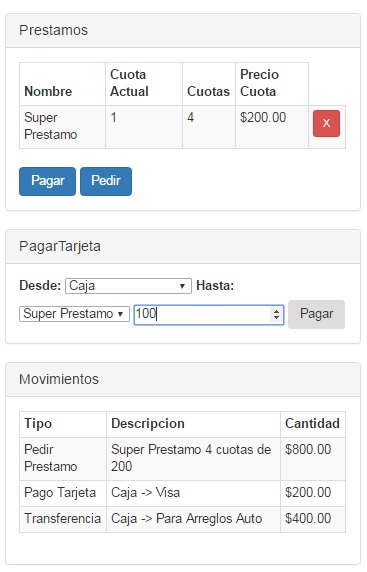 Prestamos
Nombre Cuota Actual Cuotas Precio Cuota
Super Prestamo 1 4 $200.00 X
Pagar Pedir
PagarTarjeta
Desde: Caja Hasta:
Super Prestamo 100 Pagar
Movimientos
Tipo Descripcion Cantidad
Pedir Prestamo Super Prestamo 4 cuotas de 200 $800.00
Pago Tarjeta Caja -> Visa $200.00
Transferencia Caja -> Para Arreglos Auto $400.00